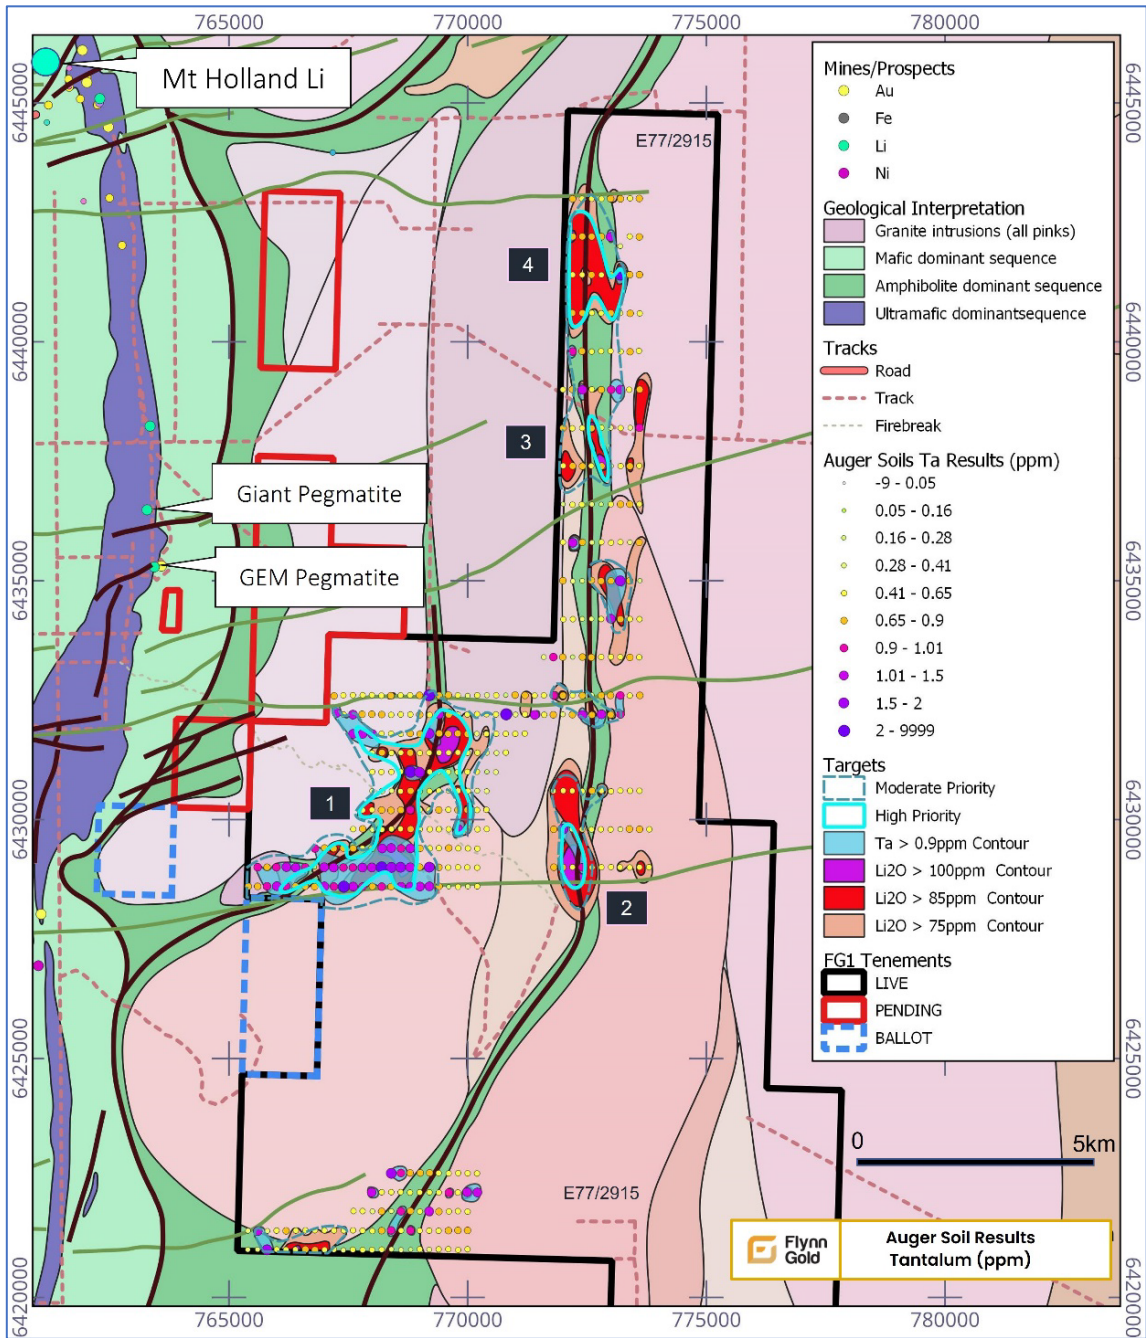 765000
770000
775000
780000
6445000
6440000
6435000
6430000
6425000
6420000
6445000
6440000
6435000
6430000
6425000
6420000
Mt Holland Li
E77/2915
4
3
Giant Pegmatite
GEM Pegmatite
1
2
E77/2915
Mines/Prospects
Au
Fe
Li
Ni
Geological Interpretation
Granite intrusions (all pinks)
Mafic dominant sequence
Amphibolite dominant sequence
Ultramafic dominantsequence
Tracks
Road
Track
Firebreak
Auger Soils Ta Results (ppm)
-9 - 0.05
0.05 - 0.16
0.16 - 0.28
0.28 - 0.41
0.41 - 0.65
0.65 - 0.9
0.9 - 1.01
1.01 - 1.5
1.5 - 2
2 - 9999
Targets
Moderate Priority
High Priority
Ta > 0.9ppm Contour
Li2O > 100ppm Contour
Li2O > 85ppm Contour
Li2O > 75ppm Contour
FG1 Tenements
LIVE
PENDING
BALLOT
0
5km
Flynn
Gold
Auger Soil Results
Tantalum (ppm)
765000
770000
775000
780000